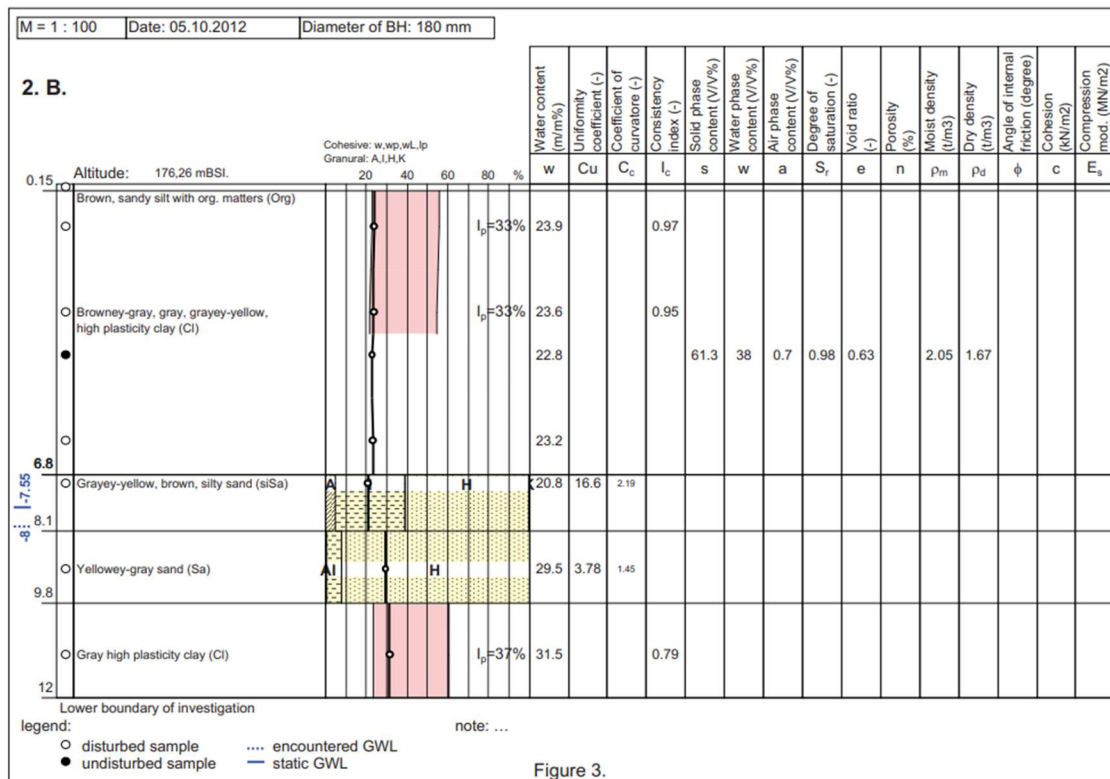 M = 1 : 100 Date: 05.10.2012 Diameter of BH: 180 mm
2. B.
Cohesive: w,wp,wL,Ip
Granural: A,I,H,K
Water content (m/m%)
Uniformity coefficient (-)
Coefficient of curvatore (-)
Consistency index (-)
Solid phase content (V/V%)
Water phase content (V/V%)
Air phase content (V/V%)
Degree of saturation (-)
Void ratio (-)
Porosity (%)
Moist density (t/m3)
Dry density (t/m3)
Angle of internal friction (degree)
Cohesion (kN/m2)
Compression mod. (MN/m2)
Altitude: 176,26 mBSl. 20 40 60 80 % w Cu Cc Ic s w a Sr e n ρm ρd ϕ c Es
0.15
Brown, sandy silt with org. matters (Org)
Ip=33% 23.9 0.97
Browney-gray, gray, grayey-yellow, Ip=33% 23.6 0.95
high plasticity clay (Cl)
22.8 61.3 38 0.7 0.98 0.63 2.05 1.67
23.2
6.8
Grayey-yellow, brown, silty sand (siSa) A I H K 20.8 16.6 2.19
-7.55
-8
8.1
Yellowey-gray sand (Sa) AI H 29.5 3.78 1.45
9.8
Gray high plasticity clay (Cl) Ip=37% 31.5 0.79
12
Lower boundary of investigation
legend: note: ...
disturbed sample encountered GWL
undisturbed sample static GWL
Figure 3.